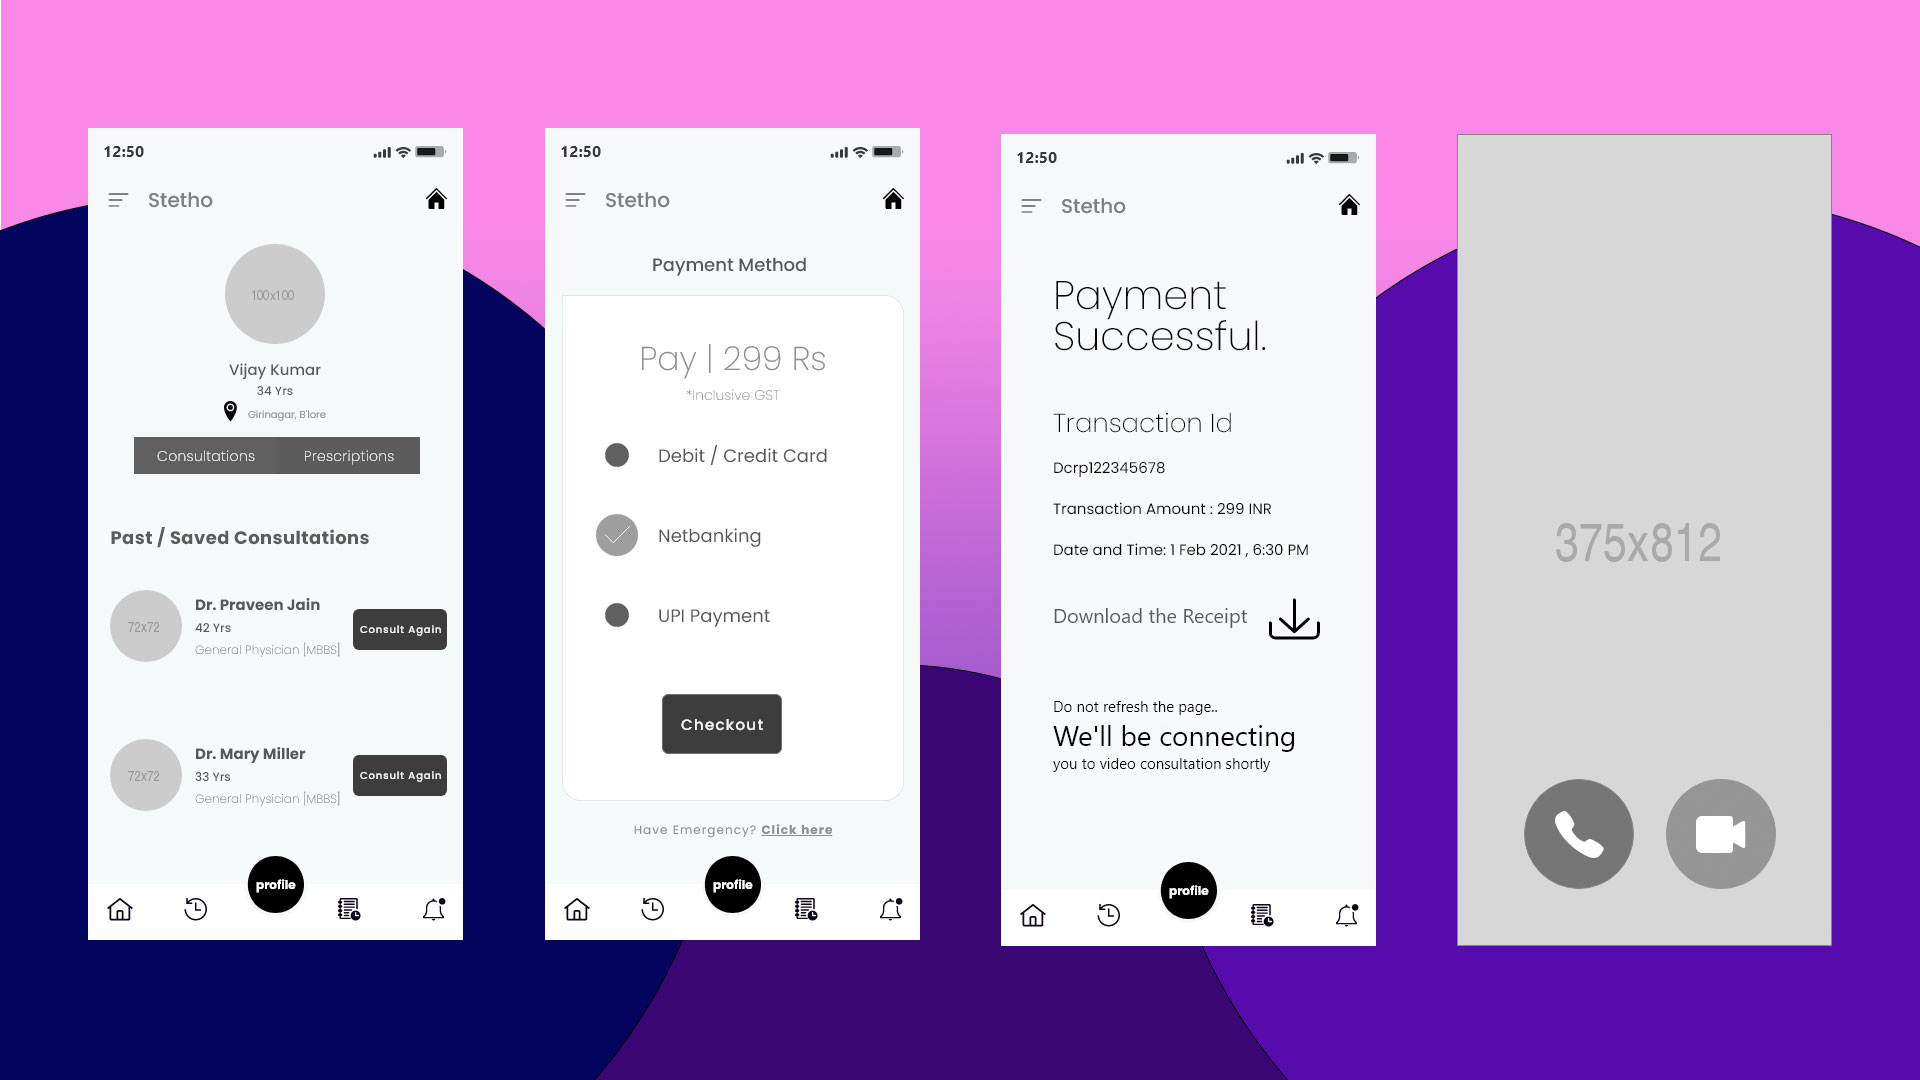 12:50
Stetho
100x100
Vijay Kumar
34 Yrs
Girinagar, B'lore
Consultations Prescriptions
Past / Saved Consultations
72x72
Dr. Praveen Jain
42 Yrs
General Physician [MBBS]
Consult Again
72x72
Dr. Mary Miller
33 Yrs
General Physician [MBBS]
Consult Again
profile
12:50
Stetho
Payment Method
Pay | 299 Rs
*Inclusive GST
Debit / Credit Card
Netbanking
UPI Payment
Checkout
Have Emergency? Click here
profile
12:50
Stetho
Payment
Successful.
Transaction Id
Dcrp122345678
Transaction Amount : 299 INR
Date and Time: 1 Feb 2021 , 6:30 PM
Download the Receipt
Do not refresh the page..
We'll be connecting
you to video consultation shortly
profile
375x812